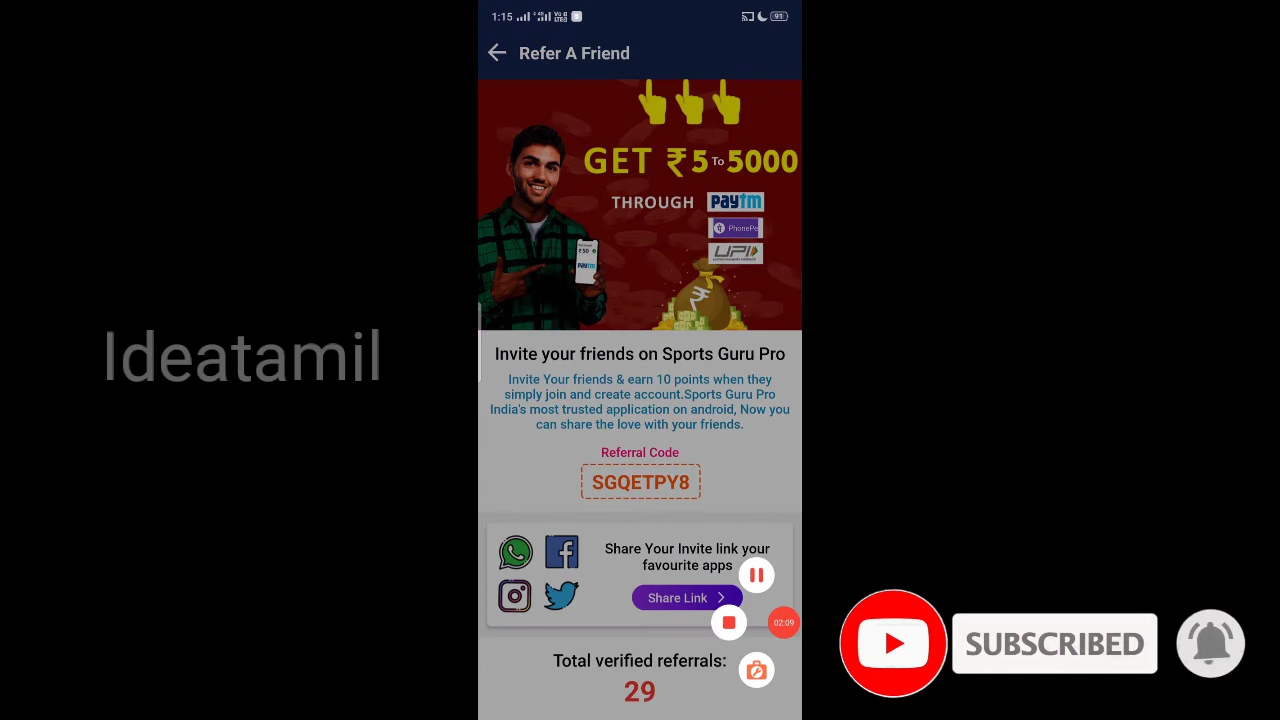 1:15
91
Refer A Friend
GET ₹5 To 5000
THROUGH Paytm
PhonePe
UPI
Ideatamil
Invite your friends on Sports Guru Pro
Invite Your friends & earn 10 points when they
simply join and create account.Sports Guru Pro
India's most trusted application on android, Now you
can share the love with your friends.
Referral Code
SGQETPY8
Share Your Invite link your
favourite apps
Share Link
02:09
SUBSCRIBED
Total verified referrals:
29